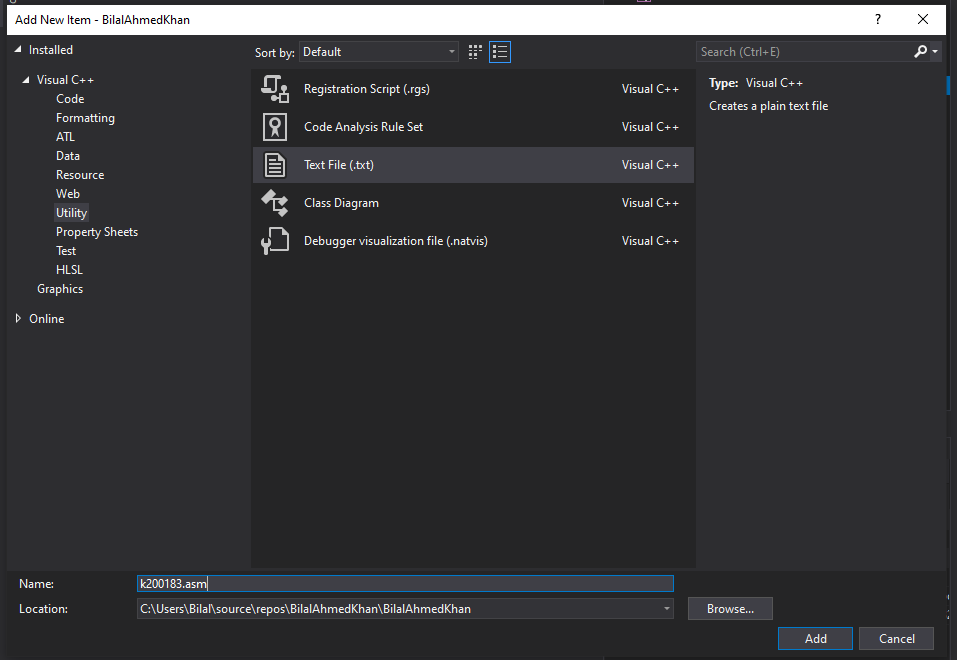 Add New Item - BilalAhmedKhan
?
Installed
Visual C++
Code
Formatting
ATL
Data
Resource
Web
Utility
Property Sheets
Test
HLSL
Graphics
Online
Sort by: Default
Registration Script (.rgs) Visual C++
Code Analysis Rule Set Visual C++
Text File (.txt) Visual C++
Class Diagram Visual C++
Debugger visualization file (.natvis) Visual C++
Search (Ctrl+E)
Type: Visual C++
Creates a plain text file
Name: k200183.asm
Location: C:\Users\Bilal\source\repos\BilalAhmedKhan\BilalAhmedKhan
Browse...
Add Cancel